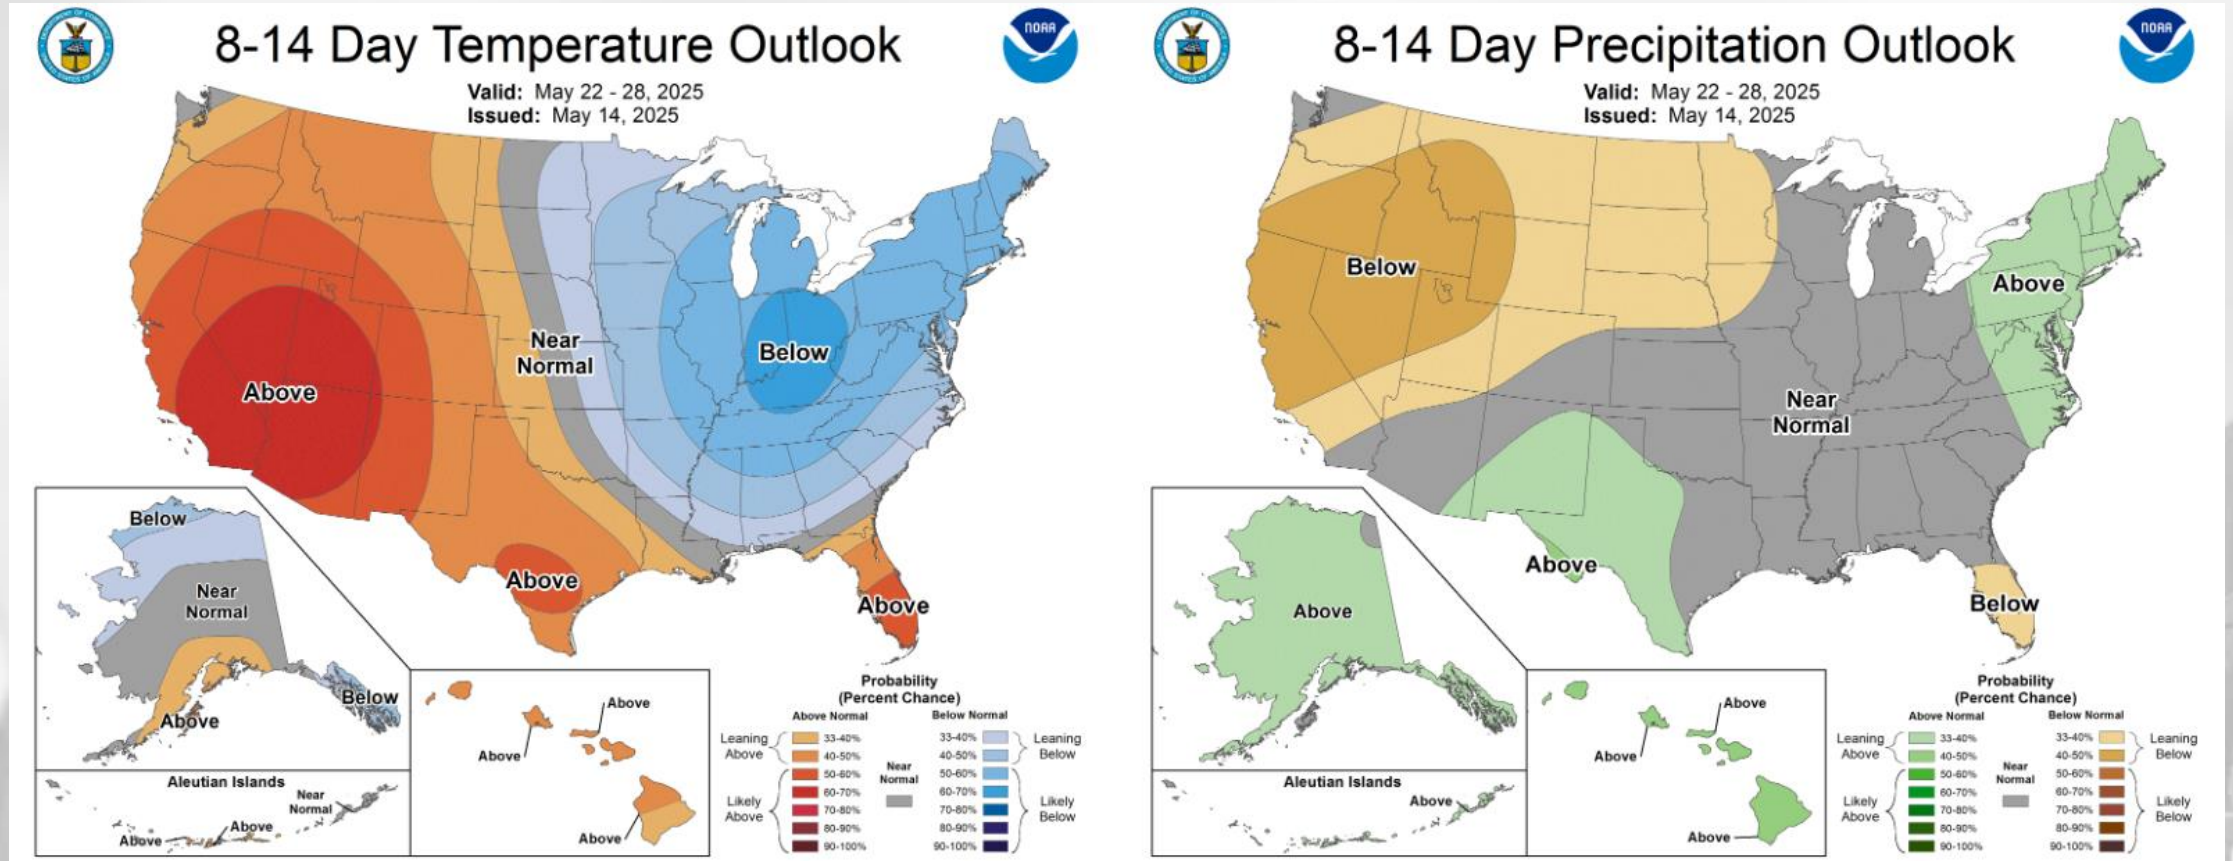 8-14 Day Temperature Outlook
Valid: May 22 - 28, 2025
Issued: May 14, 2025
NOAA
Above
Near
Normal
Below
Above
Above
Below
Near
Normal
Above
Below
Aleutian Islands
Near
Normal
Above
Above
Above
Above
Above
Probability
(Percent Chance)
Above Normal
Below Normal
Leaning
Above
33-40%
40-50%
Likely
Above
50-60%
60-70%
70-80%
80-90%
90-100%
Near
Normal
33-40%
40-50%
Leaning
Below
50-60%
60-70%
70-80%
80-90%
90-100%
Likely
Below
8-14 Day Precipitation Outlook
Valid: May 22 - 28, 2025
Issued: May 14, 2025
NOAA
Below
Above
Near
Normal
Above
Below
Above
Aleutian Islands
Above
Above
Above
Above
Probability
(Percent Chance)
Above Normal
Below Normal
Leaning
Above
33-40%
40-50%
Likely
Above
50-60%
60-70%
70-80%
80-90%
90-100%
Near
Normal
33-40%
40-50%
Leaning
Below
50-60%
60-70%
70-80%
80-90%
90-100%
Likely
Below